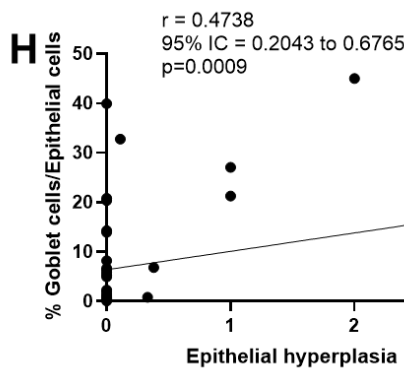 H
r = 0.4738
95% IC = 0.2043 to 0.6765
p=0.0009
% Goblet cells/Epithelial cells
50
40
30
20
10
0
0 1 2
Epithelial hyperplasia